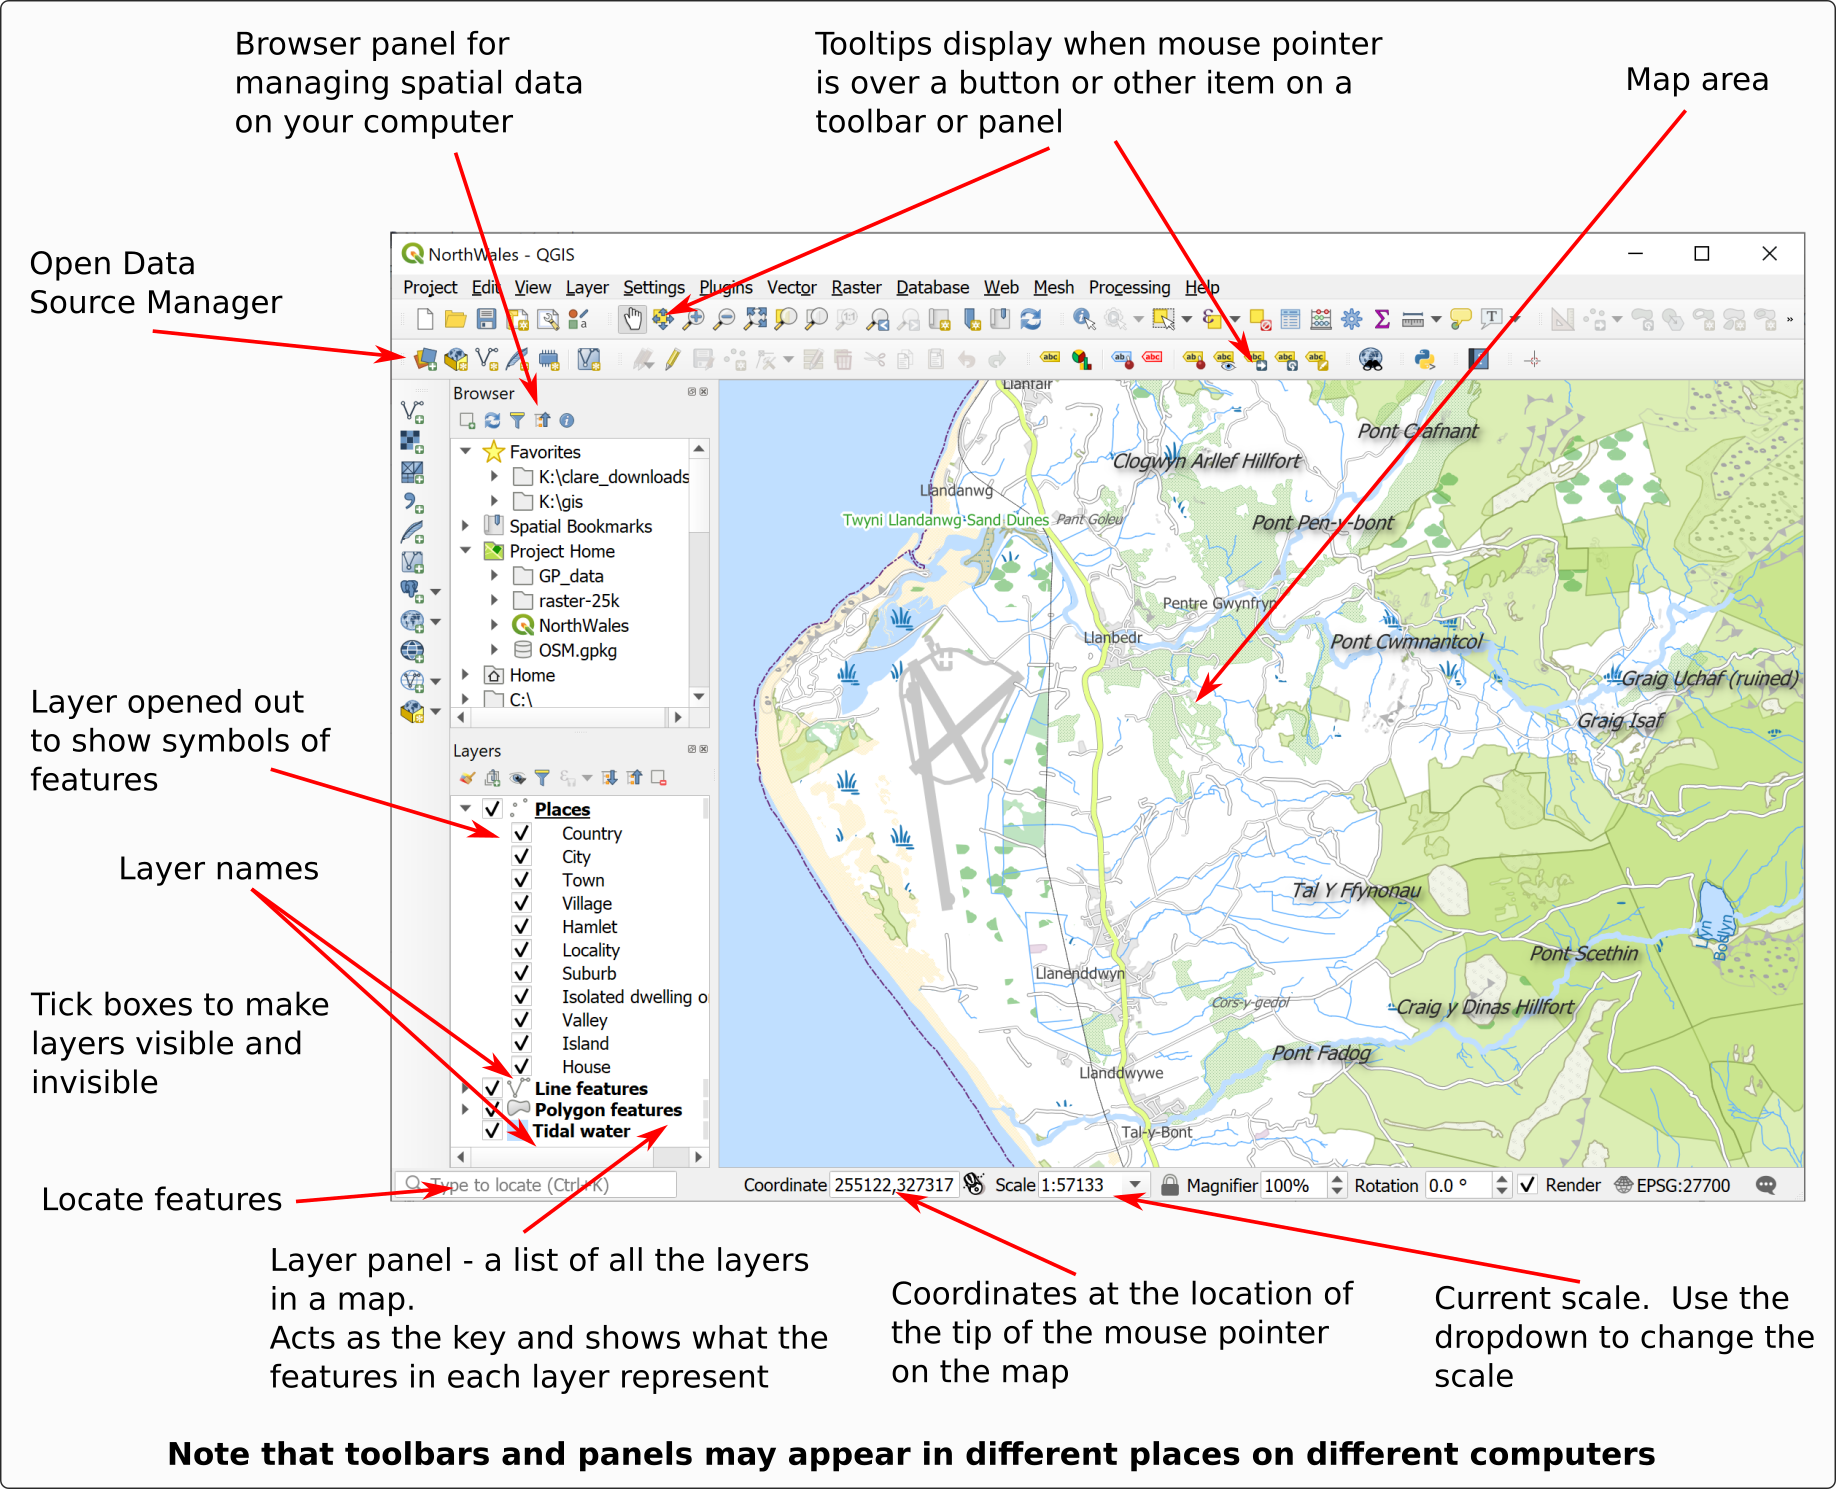 Browser panel for
managing spatial data
on your computer
Tooltips display when mouse pointer
is over a button or other item on a
toolbar or panel
Map area
Open Data
Source Manager
NorthWales - QGIS
Project Edit View Layer Settings Plugins Vector Raster Database Web Mesh Processing Help
Browser
Favorites
K:\clare_downloads
K:\gis
Spatial Bookmarks
Project Home
GP_data
raster-25k
NorthWales
OSM.gpkg
Home
C:\
Layers
Places
Country
City
Town
Village
Hamlet
Locality
Suburb
Isolated dwelling o
Valley
Island
House
Line features
Polygon features
Tidal water
Llanfair
Pont Crafnant
Clogwyn Arllef Hillfort
Llandanwg
Twyni Llandanwg Sand Dunes
Pant Goleu
Pont Pen-y-bont
Pentre Gwynfryn
Llanbedr
Pont Cwmnantcol
Graig Uchaf (ruined)
Graig Isaf
Tal Y Ffynonau
Llyn
Bodlyn
Pont Scethin
Llanenddwyn
Cors-y-gedol
Craig y Dinas Hillfort
Pont Fadog
Llanddwywe
Tal-y-Bont
Layer opened out
to show symbols of
features
Layer names
Tick boxes to make
layers visible and
invisible
Locate features
Type to locate (Ctrl+K)
Coordinate 255122,327317 Scale 1:57133 Magnifier 100% Rotation 0.0 ° Render EPSG:27700
Layer panel - a list of all the layers
in a map.
Acts as the key and shows what the
features in each layer represent
Coordinates at the location of
the tip of the mouse pointer
on the map
Current scale.  Use the
dropdown to change the
scale
Note that toolbars and panels may appear in different places on different computers